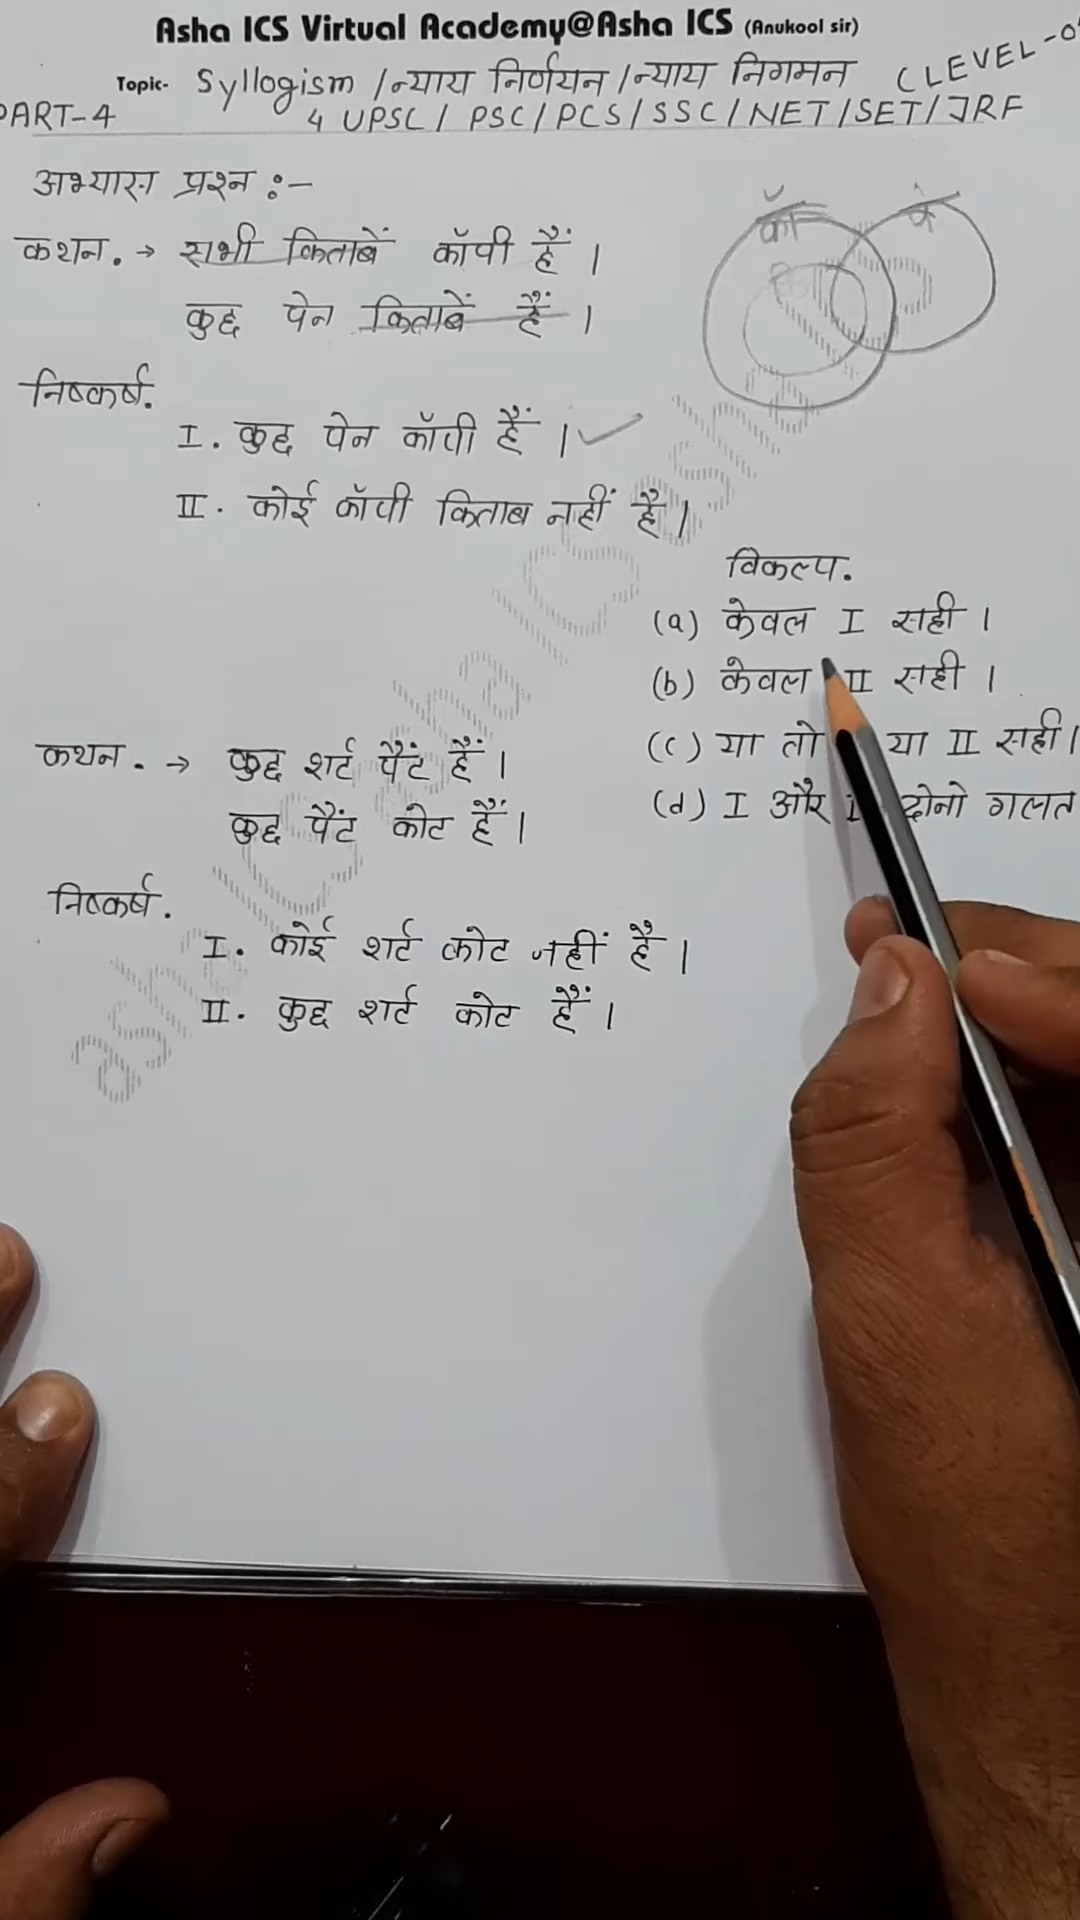 Asha ICS Virtual Academy@Asha ICS (Anukool sir)
Topic- Syllogism / न्याय निर्णयन / न्याय निगमन (LEVEL-0
PART-4 4 UPSC / PSC / PCS / SSC / NET / SET / JRF
अभ्यास प्रश्न :-
कथन. → सभी किताबें कॉपी हैं ।
कुछ पेन किताबें हैं ।
कॉ पे
निष्कर्ष.
I. कुछ पेन कॉपी हैं ।
II. कोई कॉपी किताब नहीं है ।
विकल्प.
(a) केवल I सही ।
(b) केवल II सही ।
(c) या तो या II सही ।
(d) I और दोनो गलत
कथन. → कुछ शर्ट पैंट हैं ।
कुछ पैंट कोट हैं ।
निष्कर्ष.
I. कोई शर्ट कोट नहीं है ।
II. कुछ शर्ट कोट हैं ।